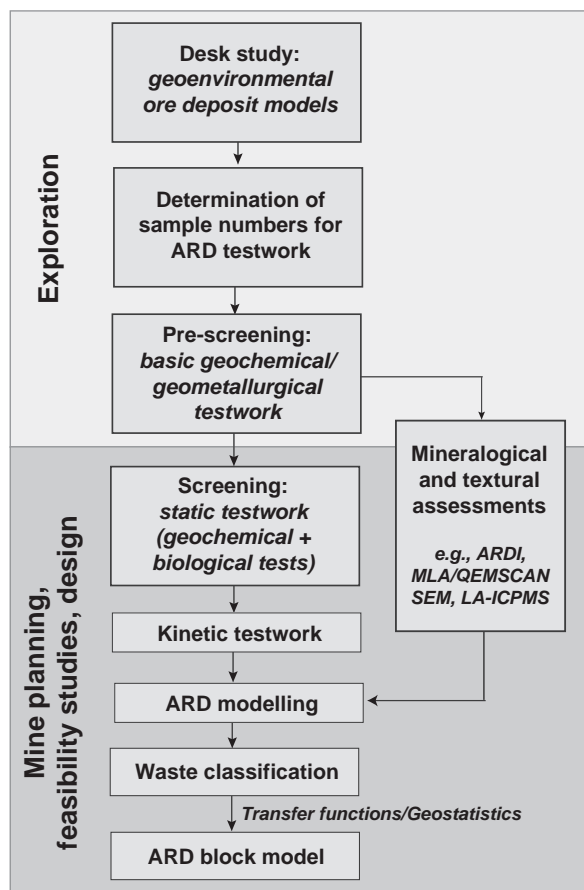 Exploration
Desk study:
geoenvironmental
ore deposit models
Determination of
sample numbers for
ARD testwork
Pre-screening:
basic geochemical/
geometallurgical
testwork
Mineralogical
and textural
assessments
e.g., ARDI,
MLA/QEMSCAN
SEM, LA-ICPMS
Mine planning,
feasibility studies, design
Screening:
static testwork
(geochemical +
biological tests)
Kinetic testwork
ARD modelling
Waste classification
Transfer functions/Geostatistics
ARD block model